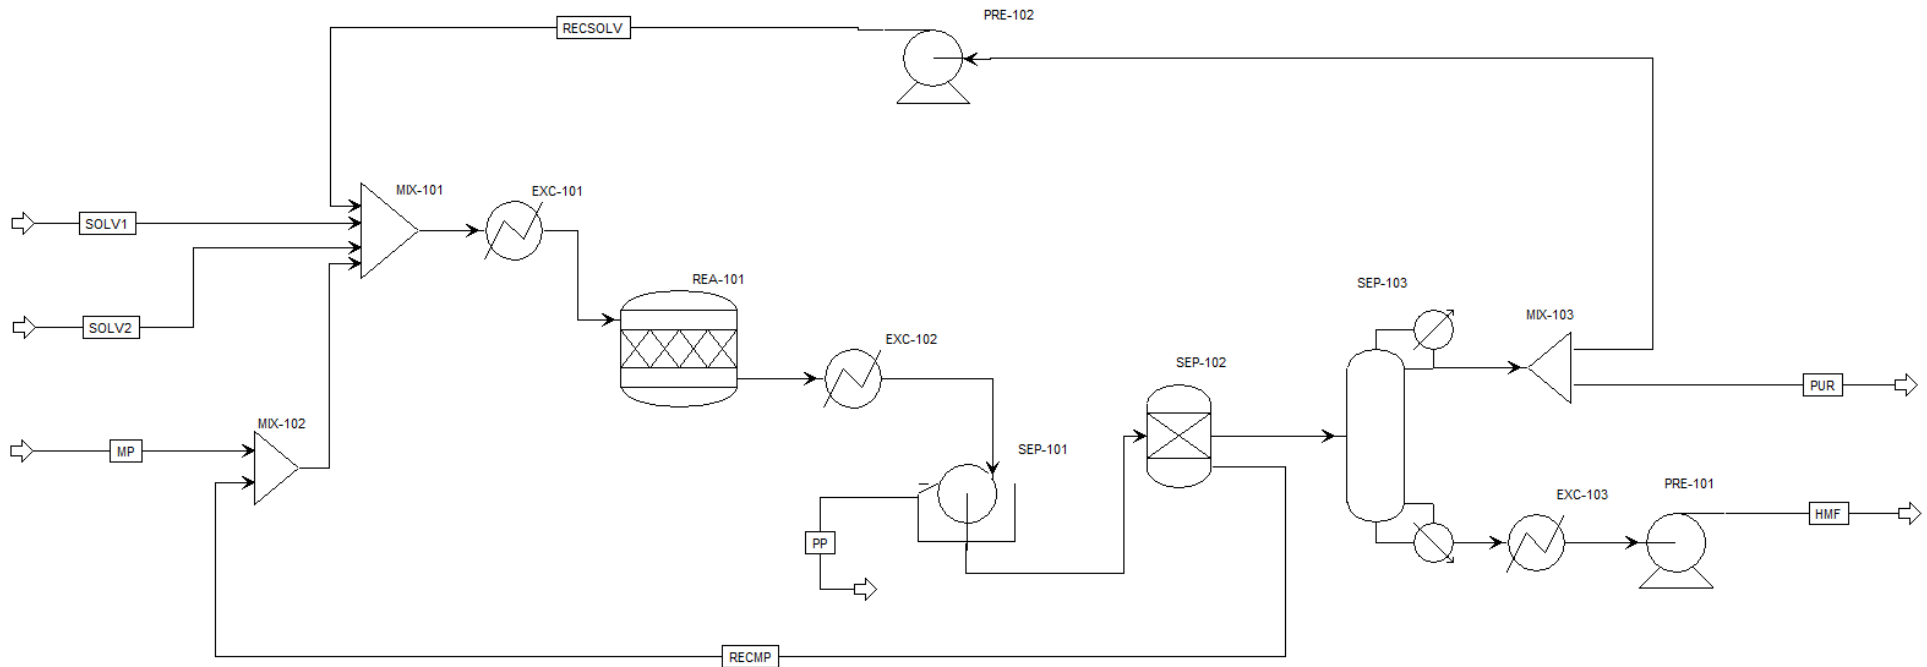 PRE-102
RECSOLV
MIX-101
EXC-101
SOLV1
REA-101
SEP-103
MIX-103
SOLV2
EXC-102
SEP-102
PUR
MIX-102
MP
SEP-101
EXC-103
PRE-101
HMF
PP
RECMP